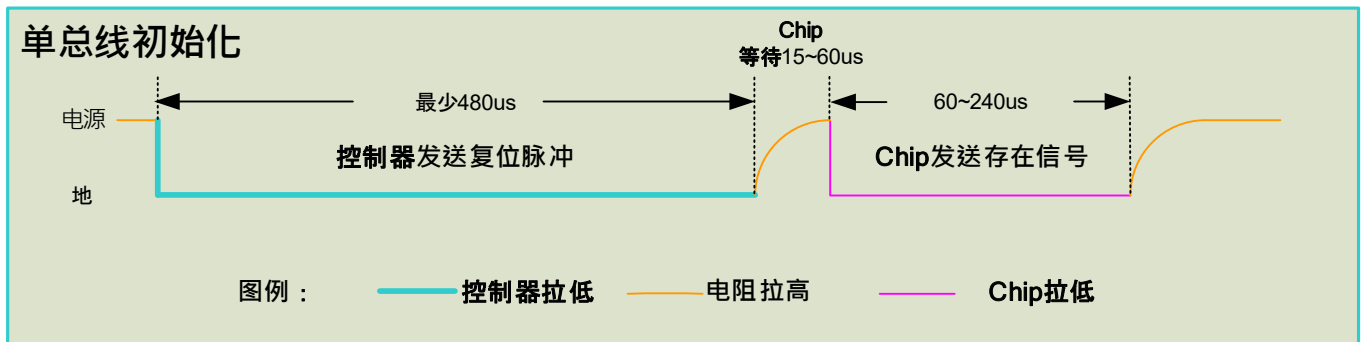 单总线初始化
Chip
等待15~60us
最少480us
60~240us
电源
控制器发送复位脉冲
Chip发送存在信号
地
图例：
控制器拉低
电阻拉高
Chip拉低